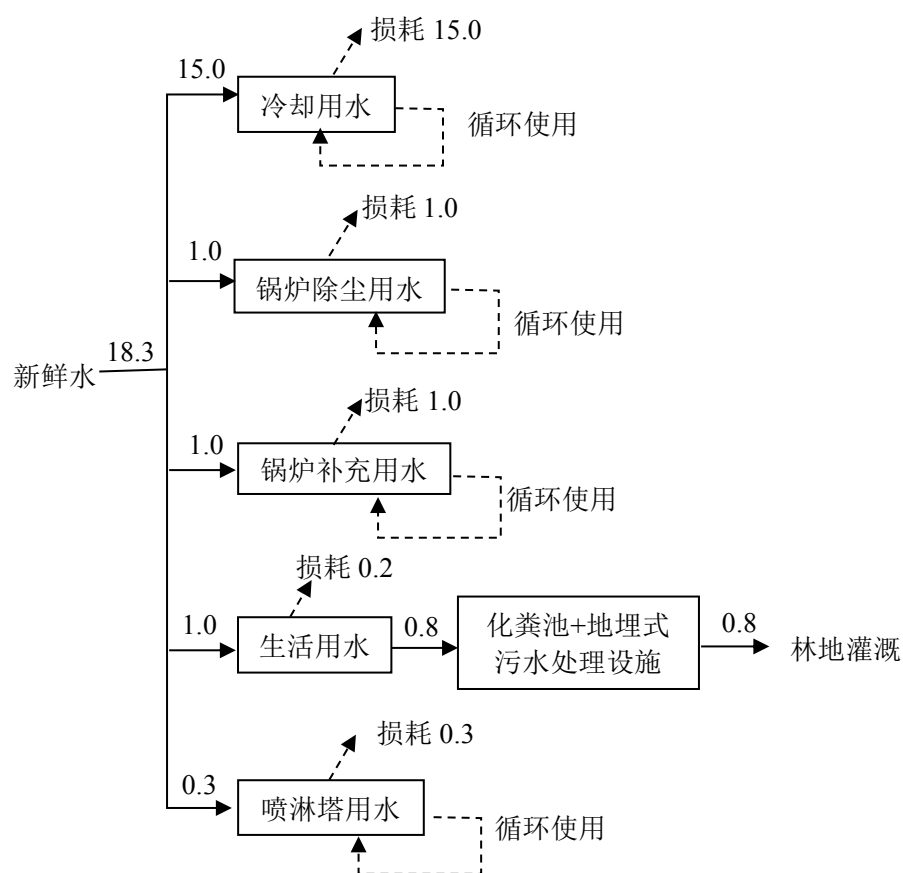 损耗 15.0
15.0
冷却用水
循环使用
损耗 1.0
1.0
锅炉除尘用水
循环使用
18.3
新鲜水
损耗 1.0
1.0
锅炉补充用水
循环使用
损耗 0.2
1.0
生活用水
0.8
化粪池+地埋式
污水处理设施
0.8
林地灌溉
损耗 0.3
0.3
喷淋塔用水
循环使用